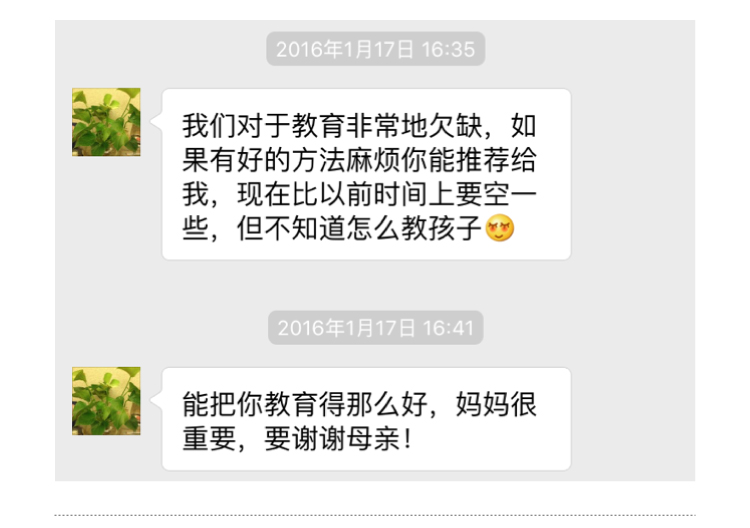 2016年1月17日 16:35
我们对于教育非常地欠缺，如
果有好的方法麻烦你能推荐给
我，现在比以前时间上要空一
些，但不知道怎么教孩子
2016年1月17日 16:41
能把你教育得那么好，妈妈很
重要，要谢谢母亲！